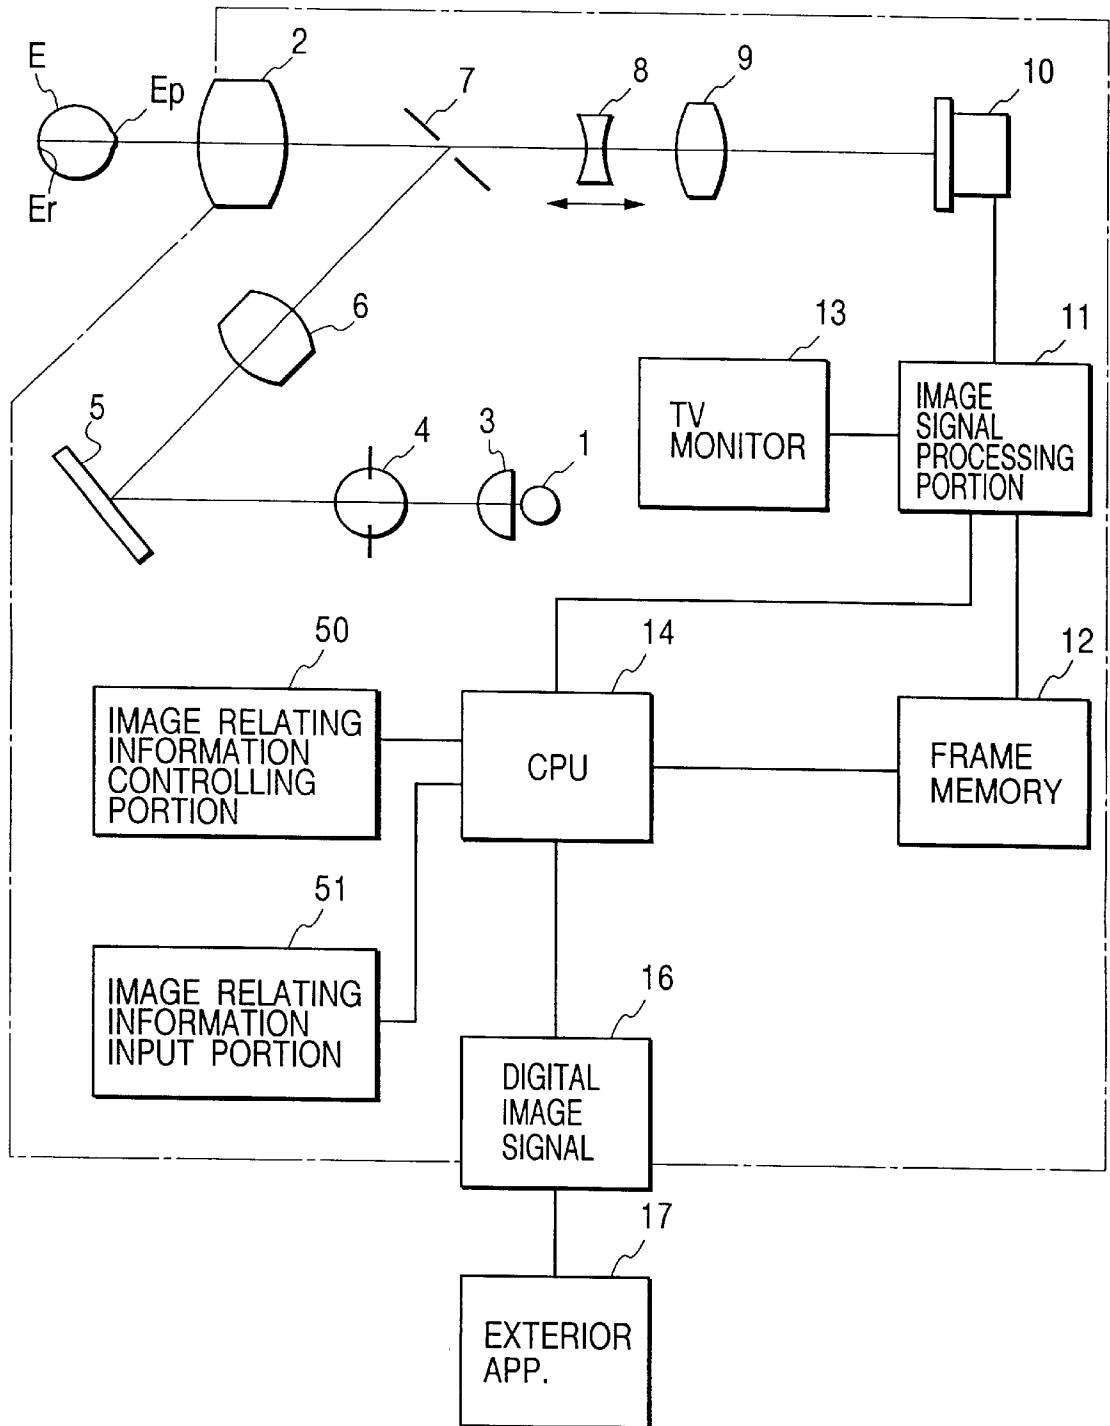 E
Ep
Er
2
7
8
9
10
6
5
4
3
1
13
11
TV
MONITOR
IMAGE
SIGNAL
PROCESSING
PORTION
50
14
12
IMAGE RELATING
INFORMATION
CONTROLLING
PORTION
CPU
FRAME
MEMORY
51
IMAGE RELATING
INFORMATION
INPUT PORTION
16
DIGITAL
IMAGE
SIGNAL
17
EXTERIOR
APP.